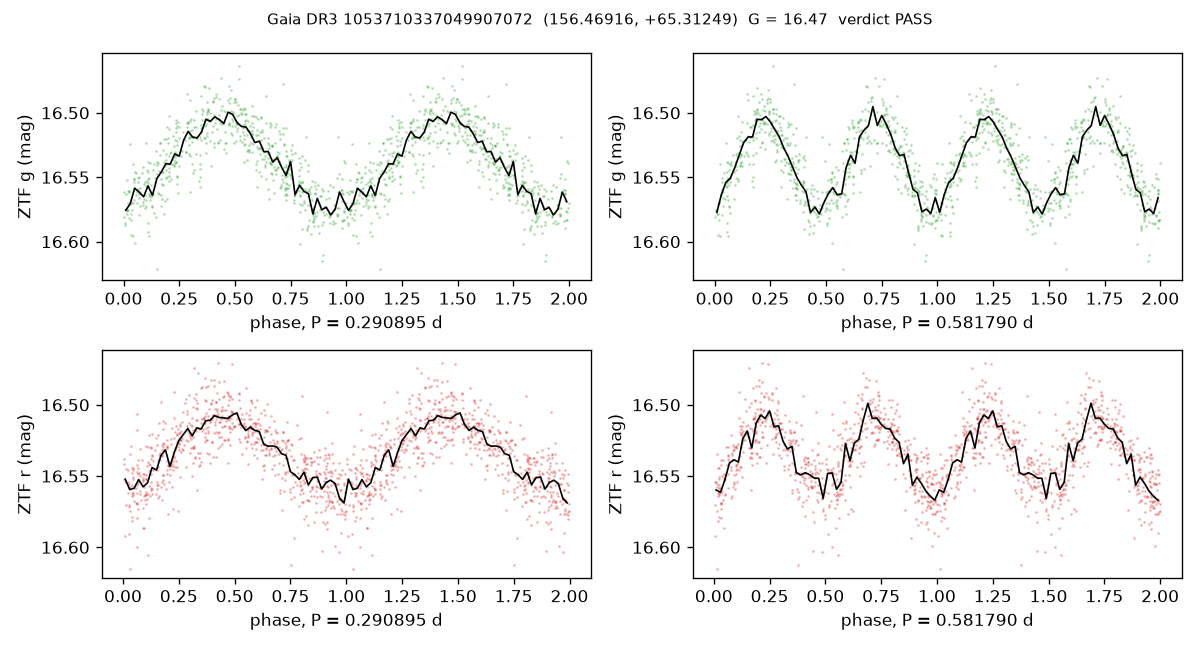 Gaia DR3 1053710337049907072 (156.46916, +65.31249) G = 16.47 verdict PASS
ZTF g (mag)
16.50
16.55
16.60
0.00 0.25 0.50 0.75 1.00 1.25 1.50 1.75 2.00
phase, P = 0.290895 d
ZTF g (mag)
16.50
16.55
16.60
0.00 0.25 0.50 0.75 1.00 1.25 1.50 1.75 2.00
phase, P = 0.581790 d
ZTF r (mag)
16.50
16.55
16.60
0.00 0.25 0.50 0.75 1.00 1.25 1.50 1.75 2.00
phase, P = 0.290895 d
ZTF r (mag)
16.50
16.55
16.60
0.00 0.25 0.50 0.75 1.00 1.25 1.50 1.75 2.00
phase, P = 0.581790 d